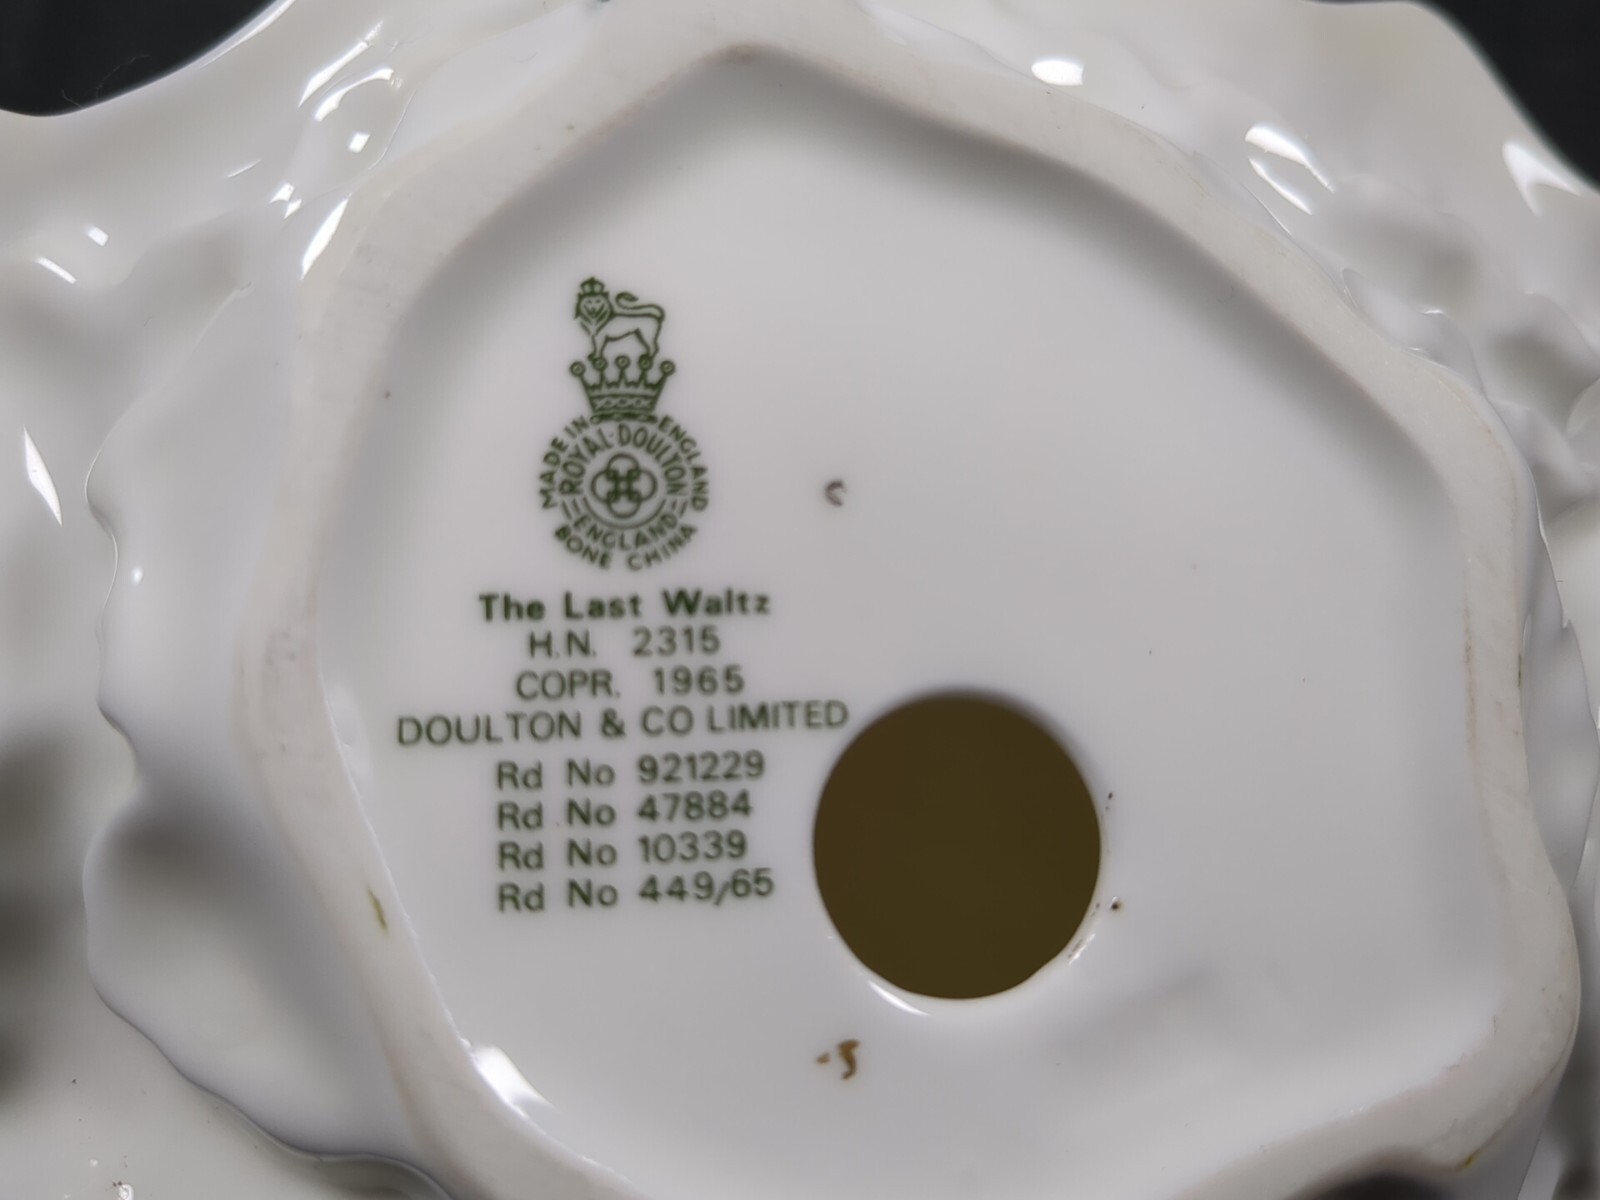 MADE IN ENGLAND
ROYAL·DOULTON
ENGLAND
BONE CHINA
The Last Waltz
H.N. 2315
COPR. 1965
DOULTON & CO LIMITED
Rd No 921229
Rd No 47884
Rd No 10339
Rd No 449/65